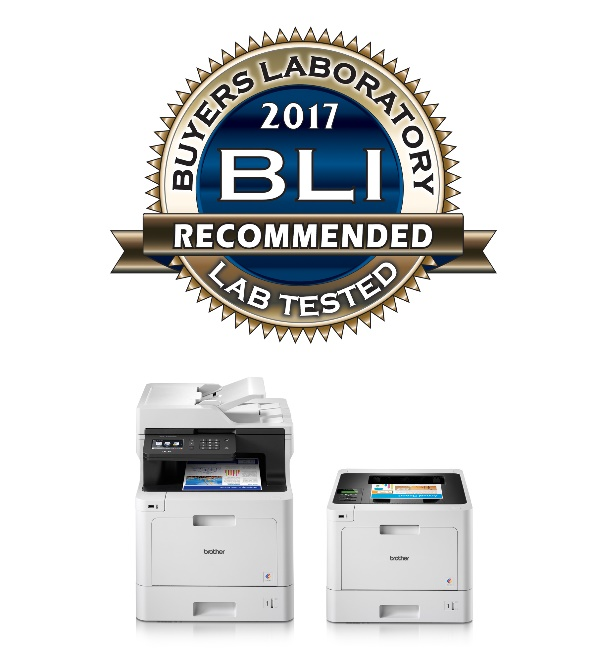 BUYERS LABORATORY
2017
BLI
RECOMMENDED
LAB TESTED
brother
brother